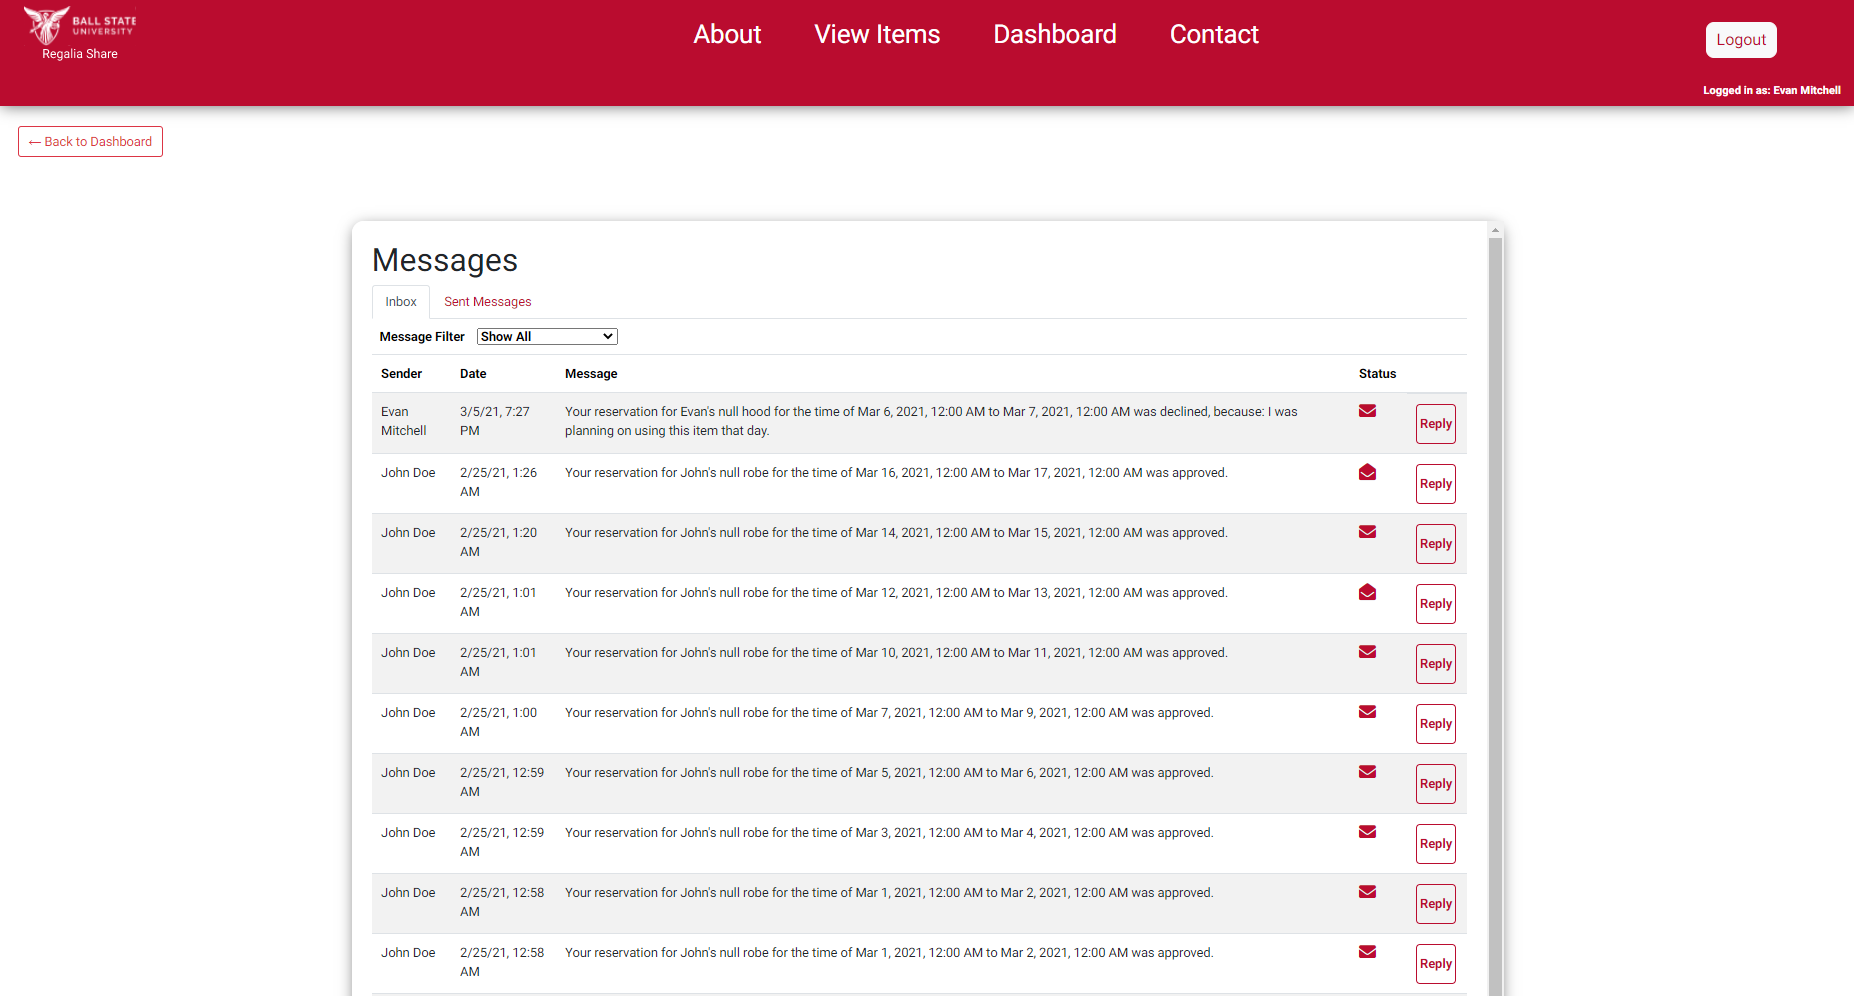 BALL STATE
UNIVERSITY
Regalia Share
About View Items Dashboard Contact
Logout
Logged in as: Evan Mitchell
← Back to Dashboard
Messages
Inbox Sent Messages
Message Filter Show All
Sender Date Message Status
Evan Mitchell 3/5/21, 7:27 PM Your reservation for Evan's null hood for the time of Mar 6, 2021, 12:00 AM to Mar 7, 2021, 12:00 AM was declined, because: I was planning on using this item that day. Reply
John Doe 2/25/21, 1:26 AM Your reservation for John's null robe for the time of Mar 16, 2021, 12:00 AM to Mar 17, 2021, 12:00 AM was approved. Reply
John Doe 2/25/21, 1:20 AM Your reservation for John's null robe for the time of Mar 14, 2021, 12:00 AM to Mar 15, 2021, 12:00 AM was approved. Reply
John Doe 2/25/21, 1:01 AM Your reservation for John's null robe for the time of Mar 12, 2021, 12:00 AM to Mar 13, 2021, 12:00 AM was approved. Reply
John Doe 2/25/21, 1:01 AM Your reservation for John's null robe for the time of Mar 10, 2021, 12:00 AM to Mar 11, 2021, 12:00 AM was approved. Reply
John Doe 2/25/21, 1:00 AM Your reservation for John's null robe for the time of Mar 7, 2021, 12:00 AM to Mar 9, 2021, 12:00 AM was approved. Reply
John Doe 2/25/21, 12:59 AM Your reservation for John's null robe for the time of Mar 5, 2021, 12:00 AM to Mar 6, 2021, 12:00 AM was approved. Reply
John Doe 2/25/21, 12:59 AM Your reservation for John's null robe for the time of Mar 3, 2021, 12:00 AM to Mar 4, 2021, 12:00 AM was approved. Reply
John Doe 2/25/21, 12:58 AM Your reservation for John's null robe for the time of Mar 1, 2021, 12:00 AM to Mar 2, 2021, 12:00 AM was approved. Reply
John Doe 2/25/21, 12:58 AM Your reservation for John's null robe for the time of Mar 1, 2021, 12:00 AM to Mar 2, 2021, 12:00 AM was approved. Reply